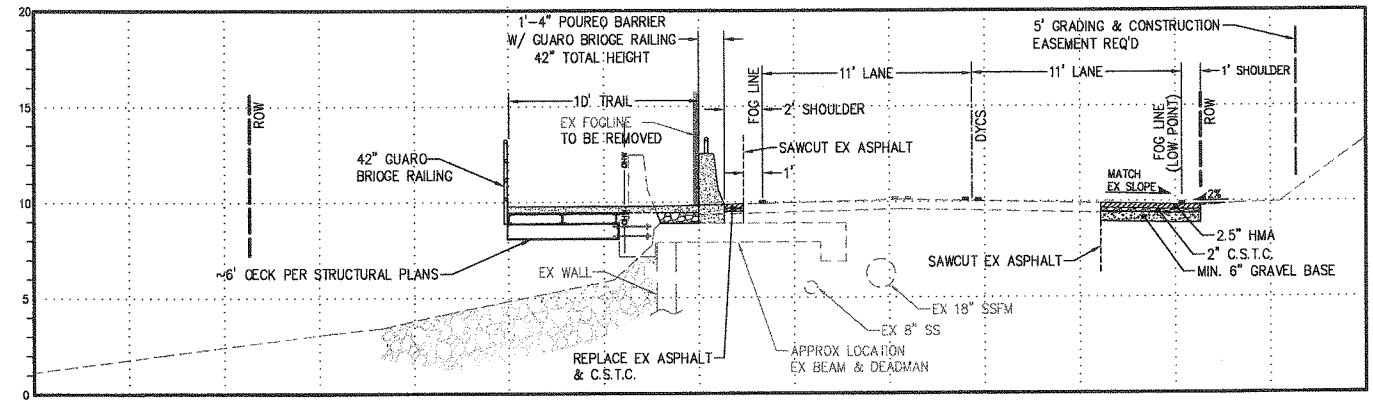 20
15
10
5
0
1'-4" POUREO BARRIER
W/ GUARO BRIOGE RAILING
42" TOTAL HEIGHT
5' GRADING & CONSTRUCTION
EASEMENT REQ'D
11' LANE
11' LANE
1' SHOULDER
1D' TRAIL
FOG LINE
2' SHOULDER
ROW
EX FOGLINE
TO BE REMOVED
SAWCUT EX ASPHALT
DYCS
FOG LINE
(LOW POINT)
ROW
42" GUARO
BRIOGE RAILING
1'
MATCH
EX SLOPE
2%
~6' OECK PER STRUCTURAL PLANS
EX WALL
2.5" HMA
2" C.S.T.C.
MIN. 6" GRAVEL BASE
SAWCUT EX ASPHALT
EX 18" SSFM
EX 8" SS
REPLACE EX ASPHALT
& C.S.T.C.
APPROX LOCATION
EX BEAM & DEADMAN